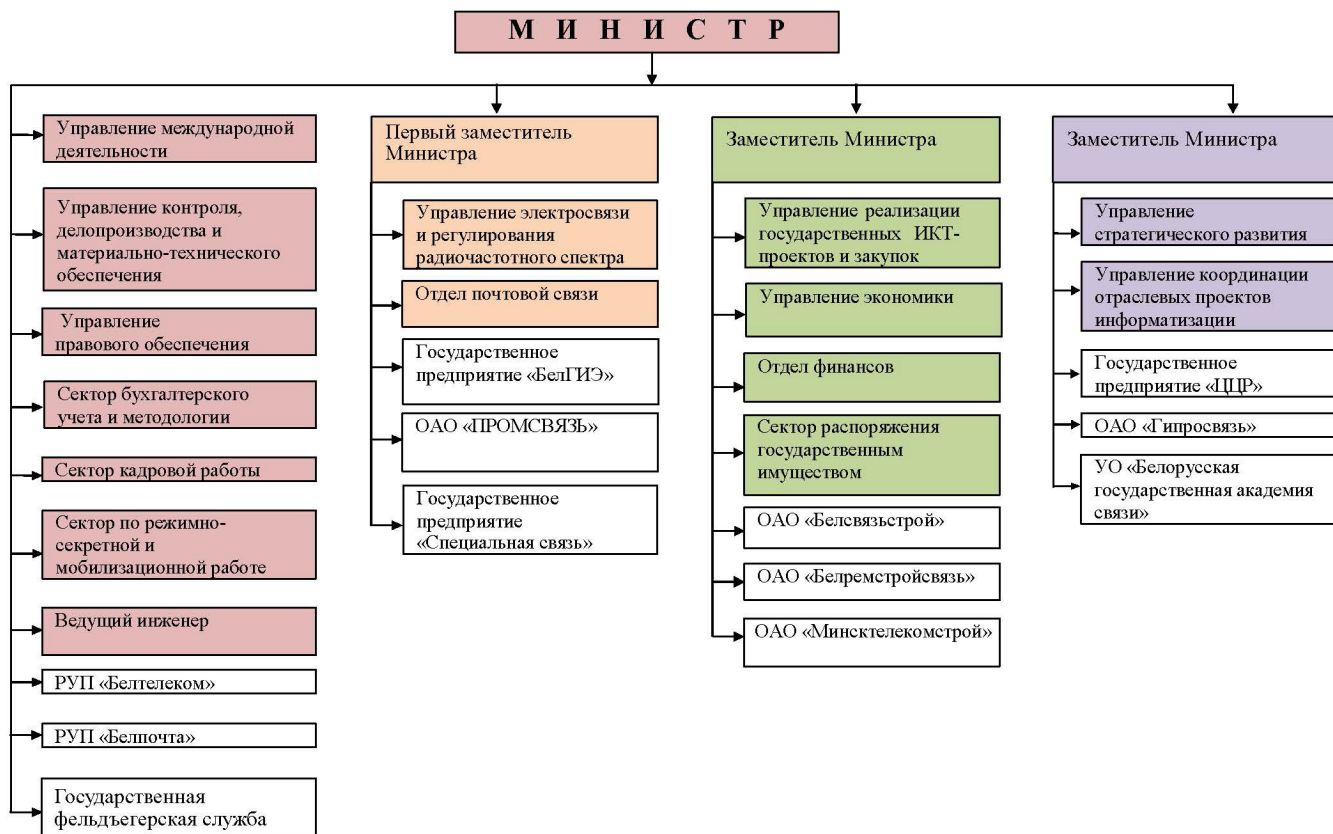 М И Н И С Т Р
Управление международной
деятельности
Управление контроля,
делопроизводства и
материально-технического
обеспечения
Управление
правового обеспечения
Сектор бухгалтерского
учета и методологии
Сектор кадровой работы
Сектор по режимно-
секретной и
мобилизационной работе
Ведущий инженер
РУП «Белтелеком»
РУП «Белпочта»
Государственная
фельдъегерская служба
Первый заместитель
Министра
Управление электросвязи
и регулирования
радиочастотного спектра
Отдел почтовой связи
Государственное
предприятие «БелГИЭ»
ОАО «ПРОМСВЯЗЬ»
Государственное
предприятие
«Специальная связь»
Заместитель Министра
Управление реализации
государственных ИКТ-
проектов и закупок
Управление экономики
Отдел финансов
Сектор распоряжения
государственным
имуществом
ОАО «Белсвязьстрой»
ОАО «Белремстройсвязь»
ОАО «Минсктелекомстрой»
Заместитель Министра
Управление
стратегического развития
Управление координации
отраслевых проектов
информатизации
Государственное
предприятие «ЦЦР»
ОАО «Гипросвязь»
УО «Белорусская
государственная академия
связи»